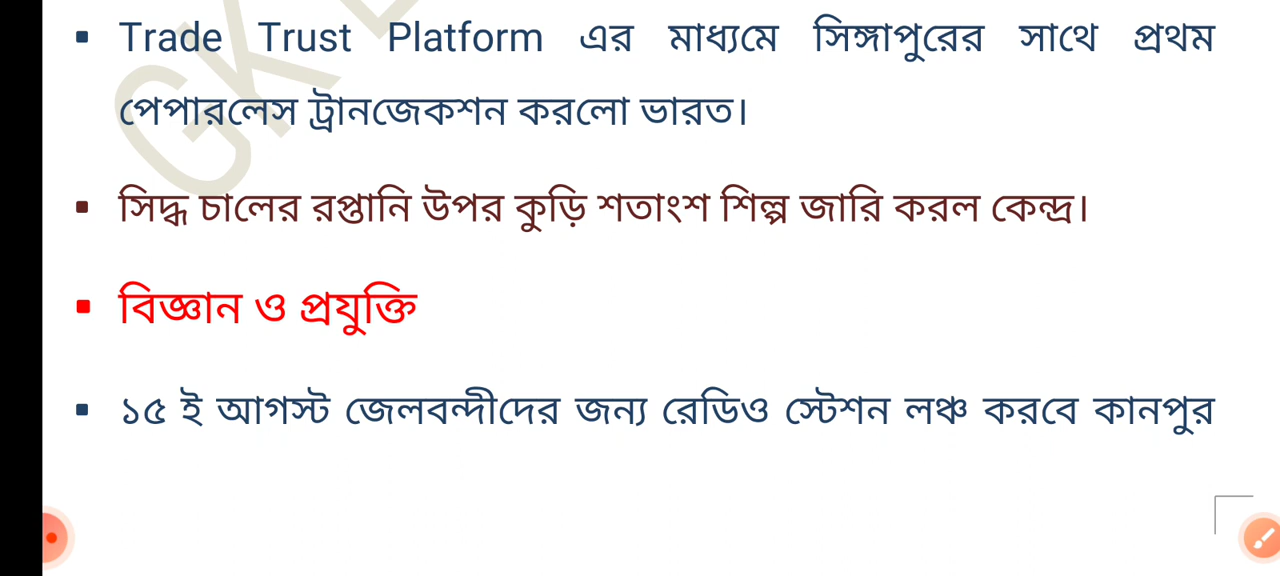 Trade Trust Platform এর মাধ্যমে সিঙ্গাপুরের সাথে প্রথম
পেপারলেস ট্রানজেকশন করলো ভারত।
সিদ্ধ চালের রপ্তানি উপর কুড়ি শতাংশ শিল্প জারি করল কেন্দ্র।
বিজ্ঞান ও প্রযুক্তি
১৫ ই আগস্ট জেলবন্দীদের জন্য রেডিও স্টেশন লঞ্চ করবে কানপুর